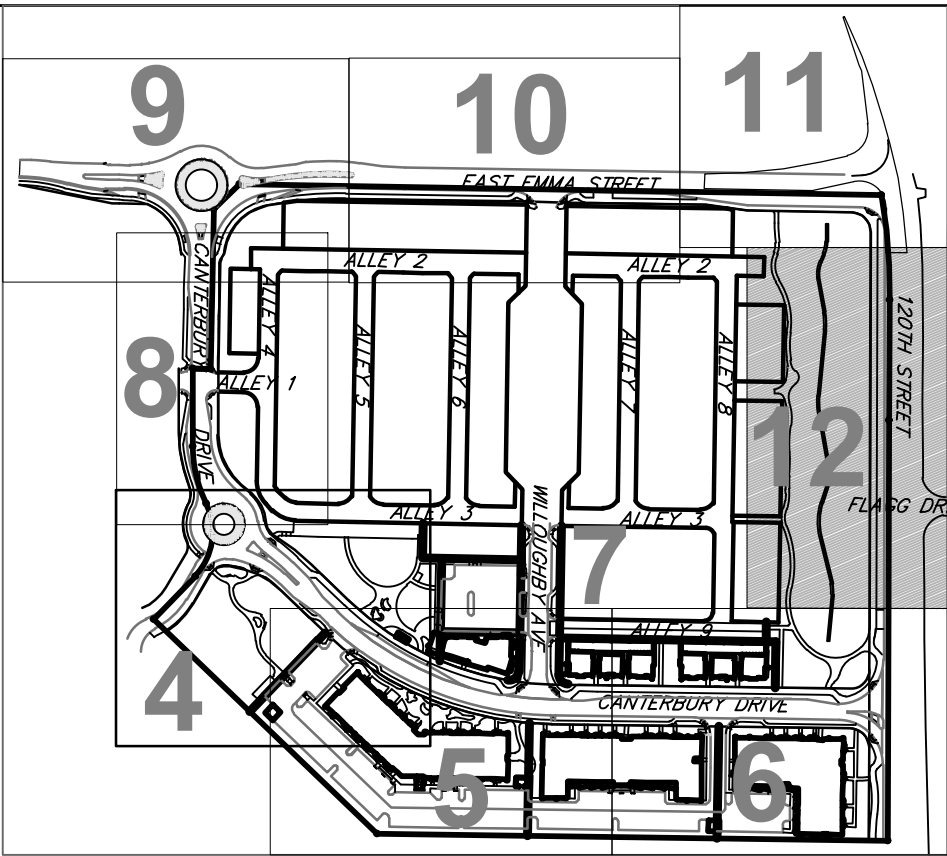 9
10
11
EAST EMMA STREET
CANTERBURY
ALLEY 2
ALLEY 2
ALLEY 4
8
ALLEY 1
ALLEY 5
ALLEY 6
ALLEY 7
ALLEY 8
120TH STREET
12
DRIVE
FLAGG DR
ALLEY 3
WILLOUGHBY AVE
ALLEY 3
7
ALLEY 9
4
CANTERBURY DRIVE
5
6